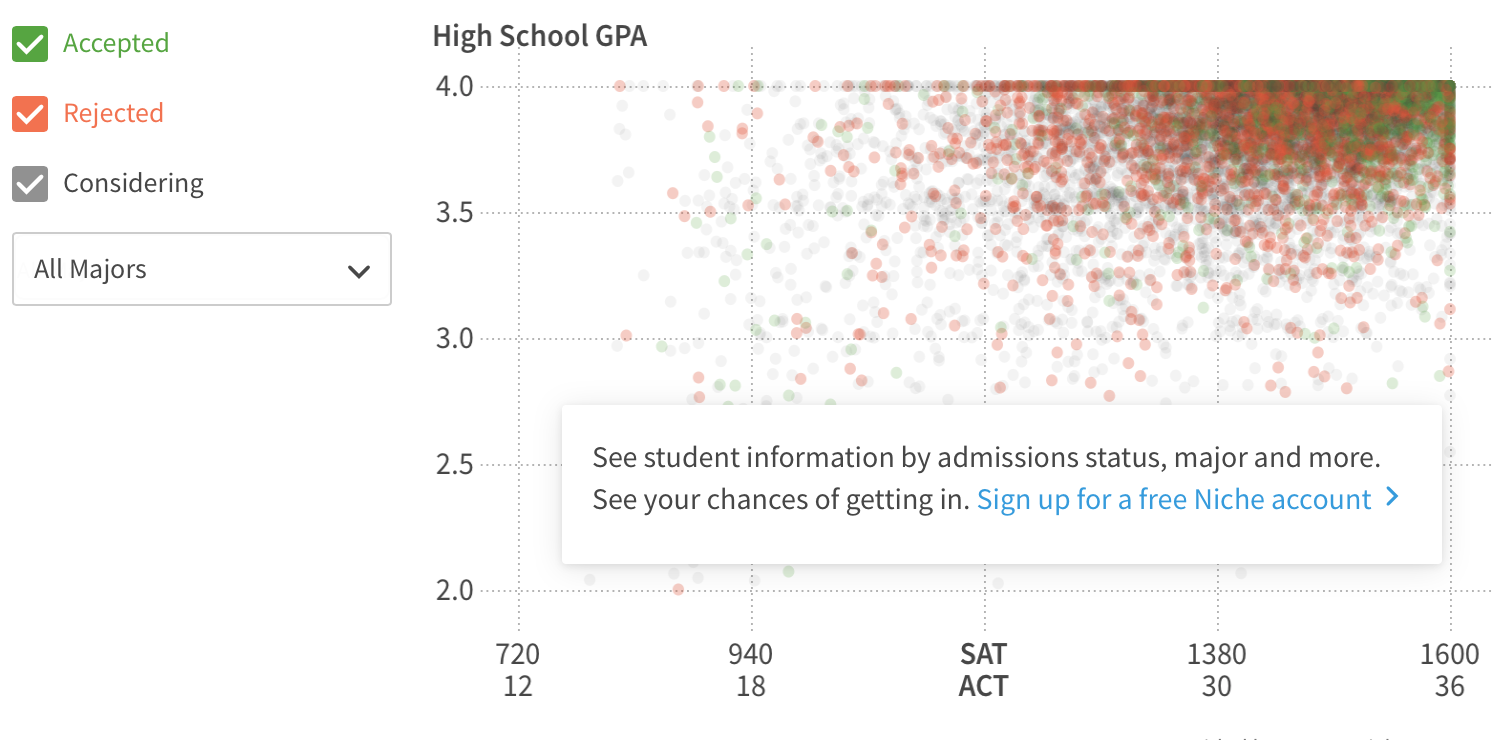 Accepted
Rejected
Considering
All Majors
High School GPA
4.0
3.5
3.0
2.5
2.0
See student information by admissions status, major and more.
See your chances of getting in. Sign up for a free Niche account
720 940 SAT 1380 1600
12 18 ACT 30 36